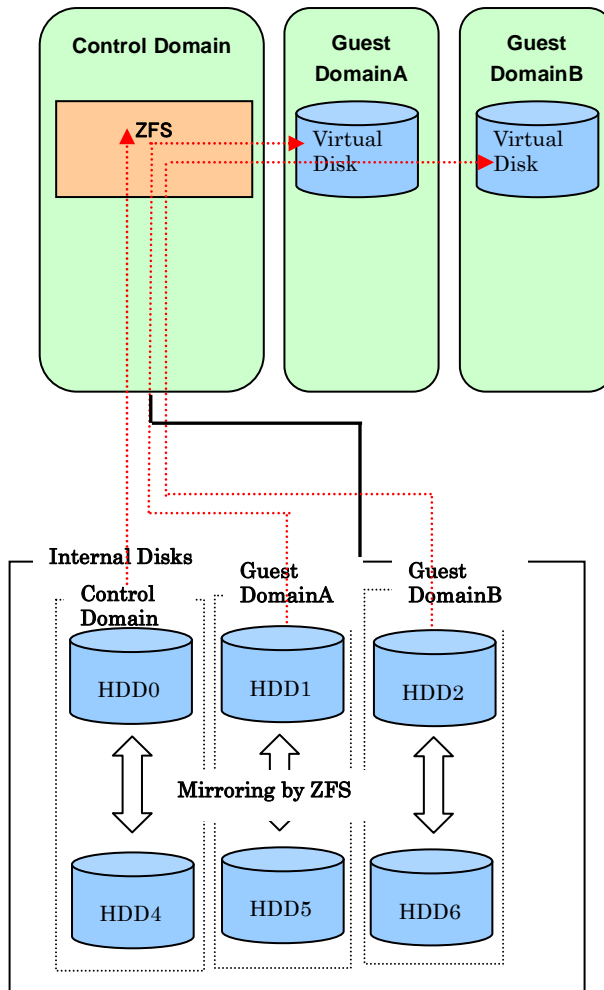 Control Domain
Guest
DomainA
Guest
DomainB
ZFS
Virtual
Disk
Virtual
Disk
Internal Disks
Control
Domain
Guest
DomainA
Guest
DomainB
HDD0
HDD1
HDD2
Mirroring by ZFS
HDD4
HDD5
HDD6